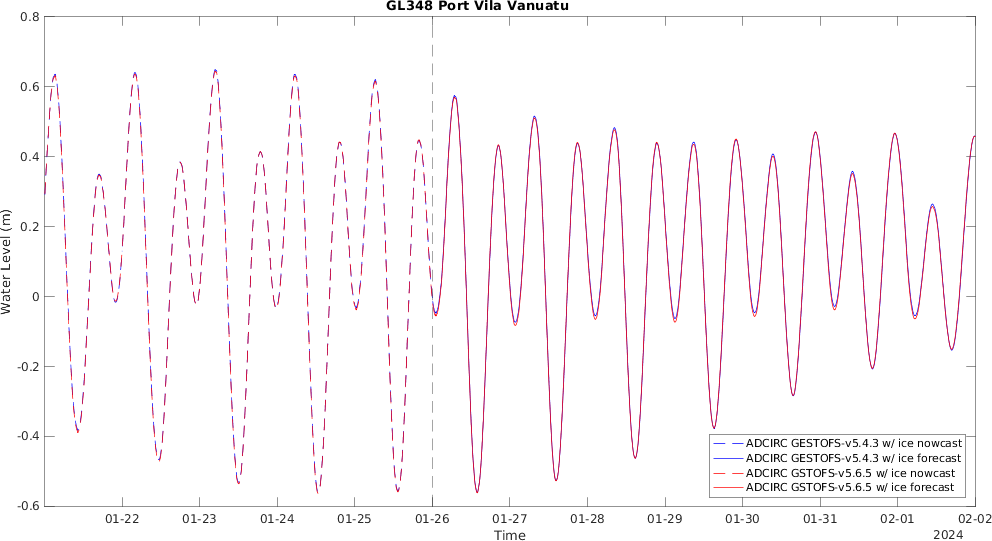 GL348 Port Vila Vanuatu
0.8
0.6
0.4
0.2
0
-0.2
-0.4
-0.6
Water Level (m)
ADCIRC GESTOFS-v5.4.3 w/ ice nowcast
ADCIRC GESTOFS-v5.4.3 w/ ice forecast
ADCIRC GSTOFS-v5.6.5 w/ ice nowcast
ADCIRC GSTOFS-v5.6.5 w/ ice forecast
01-22 01-23 01-24 01-25 01-26 01-27 01-28 01-29 01-30 01-31 02-01 02-02
Time
2024